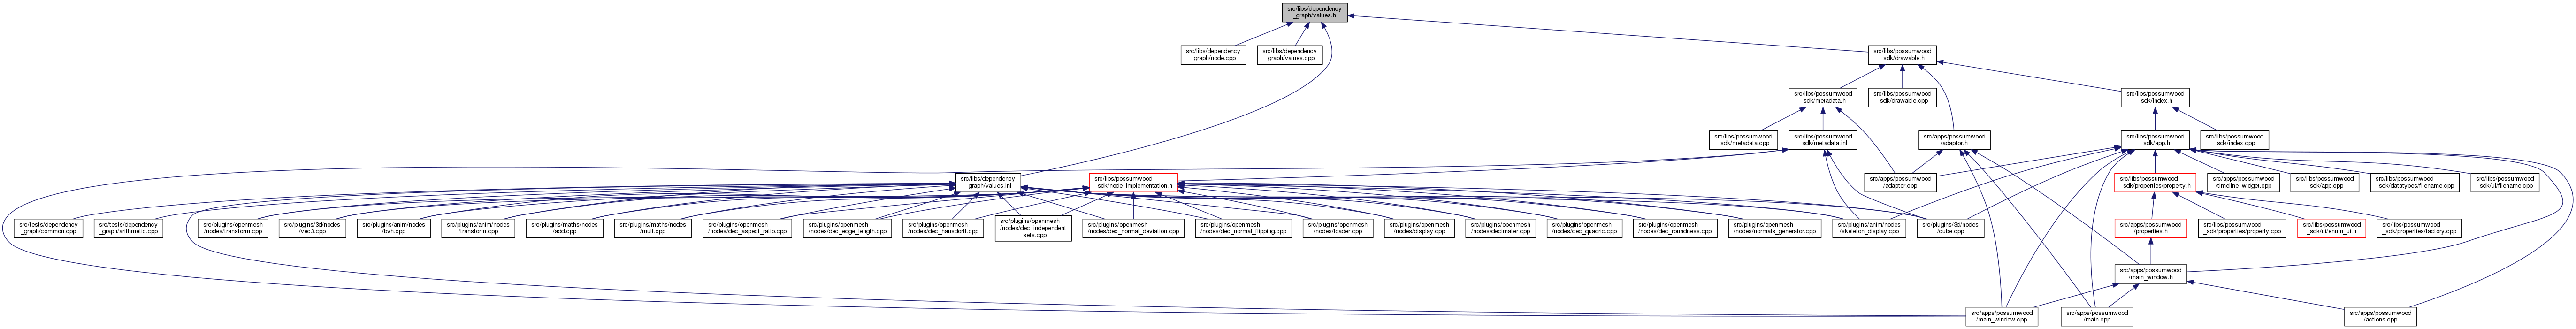 src/libs/dependency
_graph/values.h
src/libs/dependency
_graph/node.cpp
src/libs/dependency
_graph/values.cpp
src/libs/possumwood
_sdk/drawable.h
src/libs/possumwood
_sdk/metadata.h
src/libs/possumwood
_sdk/drawable.cpp
src/libs/possumwood
_sdk/index.h
src/libs/possumwood
_sdk/metadata.cpp
src/libs/possumwood
_sdk/metadata.inl
src/apps/possumwood
/adaptor.h
src/libs/possumwood
_sdk/app.h
src/libs/possumwood
_sdk/index.cpp
src/libs/dependency
_graph/values.inl
src/libs/possumwood
_sdk/node_implementation.h
src/apps/possumwood
/adaptor.cpp
src/libs/possumwood
_sdk/properties/property.h
src/apps/possumwood
/timeline_widget.cpp
src/libs/possumwood
_sdk/app.cpp
src/libs/possumwood
_sdk/datatypes/filename.cpp
src/libs/possumwood
_sdk/ui/filename.cpp
src/tests/dependency
_graph/common.cpp
src/tests/dependency
_graph/arithmetic.cpp
src/plugins/openmesh
/nodes/transform.cpp
src/plugins/3d/nodes
/vec3.cpp
src/plugins/anim/nodes
/bvh.cpp
src/plugins/anim/nodes
/transform.cpp
src/plugins/maths/nodes
/add.cpp
src/plugins/maths/nodes
/mult.cpp
src/plugins/openmesh
/nodes/dec_aspect_ratio.cpp
src/plugins/openmesh
/nodes/dec_edge_length.cpp
src/plugins/openmesh
/nodes/dec_hausdorff.cpp
src/plugins/openmesh
/nodes/dec_independent
_sets.cpp
src/plugins/openmesh
/nodes/dec_normal_deviation.cpp
src/plugins/openmesh
/nodes/dec_normal_flipping.cpp
src/plugins/openmesh
/nodes/loader.cpp
src/plugins/openmesh
/nodes/display.cpp
src/plugins/openmesh
/nodes/decimater.cpp
src/plugins/openmesh
/nodes/dec_quadric.cpp
src/plugins/openmesh
/nodes/dec_roundness.cpp
src/plugins/openmesh
/nodes/normals_generator.cpp
src/plugins/anim/nodes
/skeleton_display.cpp
src/plugins/3d/nodes
/cube.cpp
src/apps/possumwood
/properties.h
src/libs/possumwood
_sdk/properties/property.cpp
src/libs/possumwood
_sdk/ui/enum_ui.h
src/libs/possumwood
_sdk/properties/factory.cpp
src/apps/possumwood
/main_window.h
src/apps/possumwood
/main_window.cpp
src/apps/possumwood
/main.cpp
src/apps/possumwood
/actions.cpp